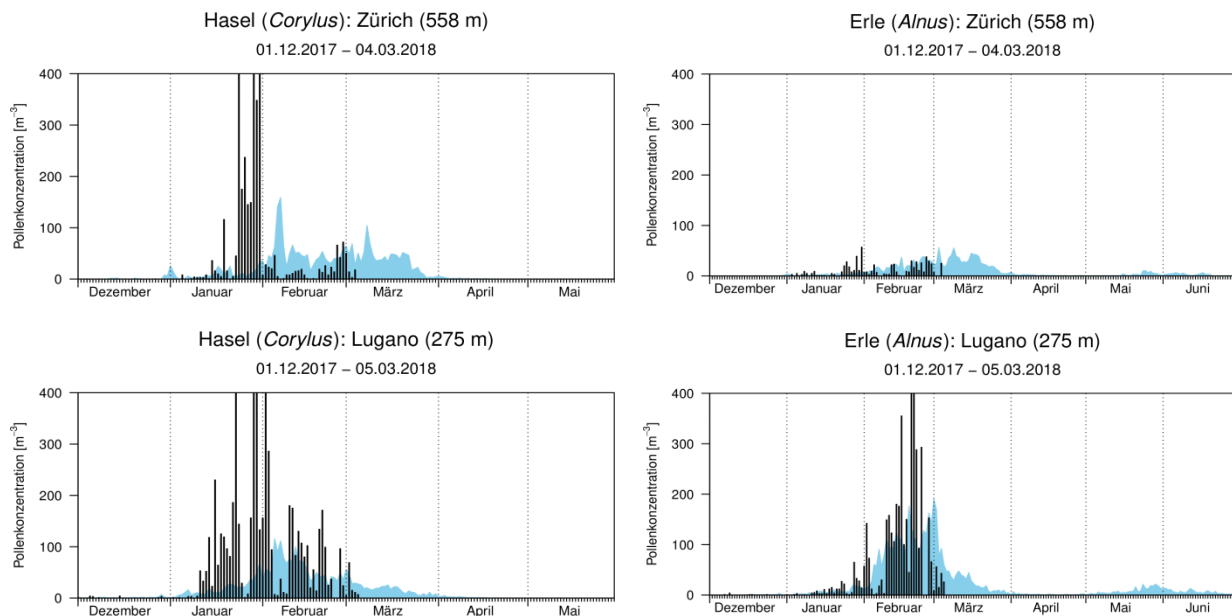 Hasel (Corylus): Zürich (558 m)
01.12.2017 – 04.03.2018
Pollenkonzentration [m⁻³]
400
300
200
100
0
Dezember Januar Februar März April Mai
Erle (Alnus): Zürich (558 m)
01.12.2017 – 04.03.2018
Pollenkonzentration [m⁻³]
400
300
200
100
0
Dezember Januar Februar März April Mai Juni
Hasel (Corylus): Lugano (275 m)
01.12.2017 – 05.03.2018
Pollenkonzentration [m⁻³]
400
300
200
100
0
Dezember Januar Februar März April Mai
Erle (Alnus): Lugano (275 m)
01.12.2017 – 05.03.2018
Pollenkonzentration [m⁻³]
400
300
200
100
0
Dezember Januar Februar März April Mai Juni